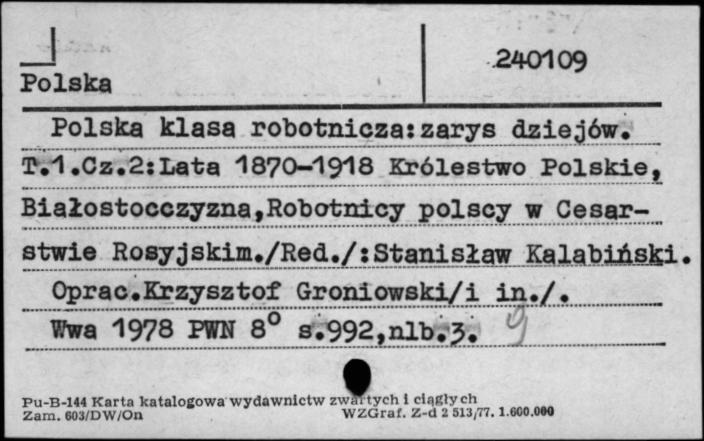 240109
Polska
Polska klasa robotnicza:zarys dziejów.
T.1.Cz.2:Lata 1870-1918 Królestwo Polskie,
Białostocczyzna,Robotnicy polscy w Cesar-
stwie Rosyjskim./Red./:Stanisław Kalabiński.
Oprac.Krzysztof Groniowski/i in./.
Wwa 1978 PWN 8° s.992,nlb.3. g
Pu-B-144 Karta katalogowa wydawnictw zwartych i ciągłych
Zam. 603/DW/On WZGraf. Z-d 2 513/77. 1.600.000